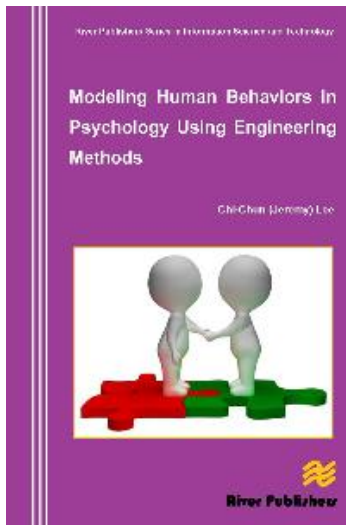 River Publishers Series in Information Science and Technology
Modeling Human Behaviors in
Psychology Using Engineering
Methods
Chi-Chun (Jeremy) Lee
River Publishers